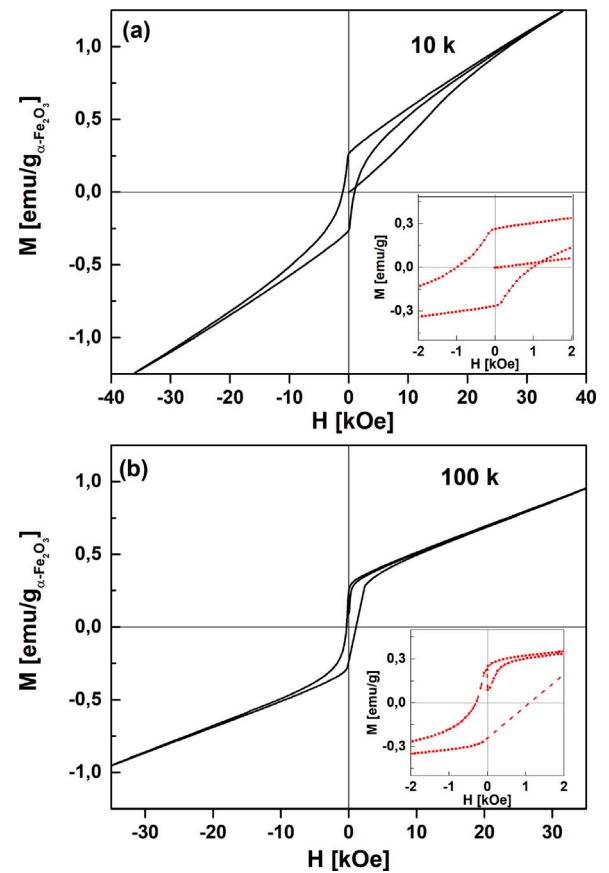 (a)
10 k
M [emu/gα-Fe₂O₃]
1,0
0,5
0,0
-0,5
-1,0
-40 -30 -20 -10 0 10 20 30 40
H [kOe]
M [emu/g]
0,3
0,0
-0,3
-2 -1 0 1 2
H [kOe]
(b)
100 k
M [emu/gα-Fe₂O₃]
1,0
0,5
0,0
-0,5
-1,0
-30 -20 -10 0 10 20 30
H [kOe]
M [emu/g]
0,3
0,0
-0,3
-2 -1 0 1 2
H [kOe]